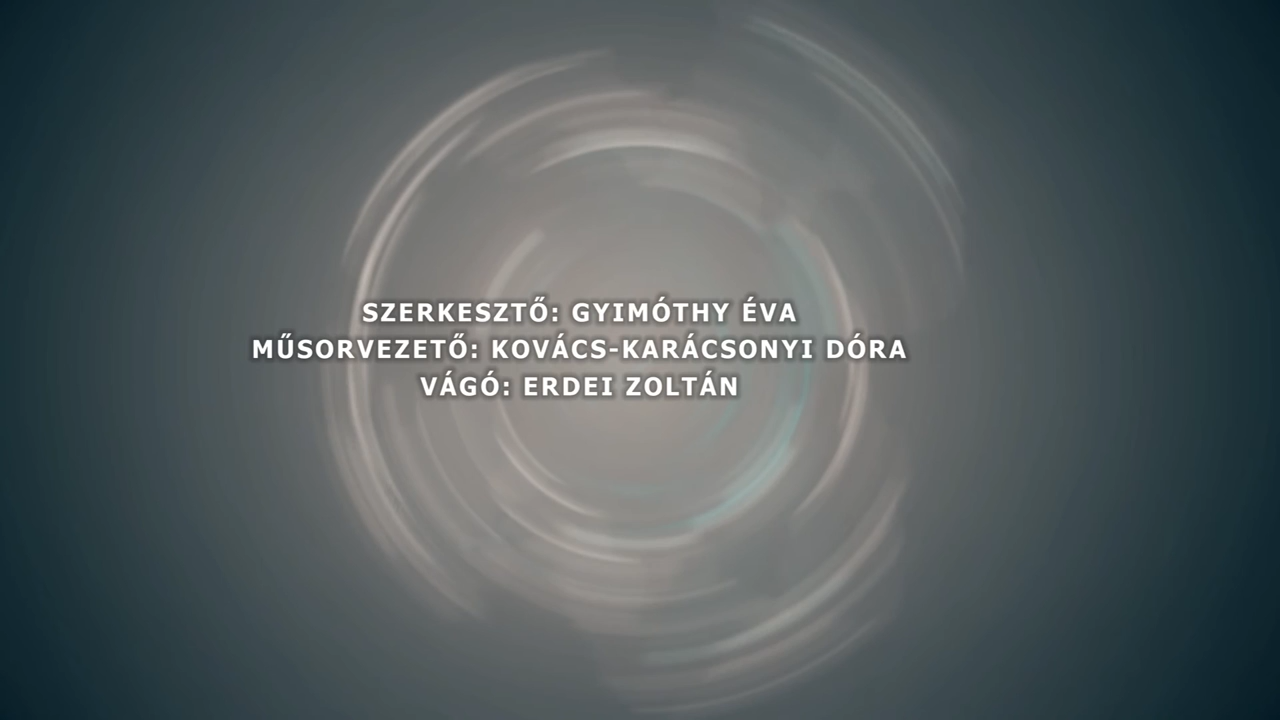 SZERKESZTŐ: GYIMÓTHY ÉVA
MŰSORVEZETŐ: KOVÁCS-KARÁCSONYI DÓRA
VÁGÓ: ERDEI ZOLTÁN